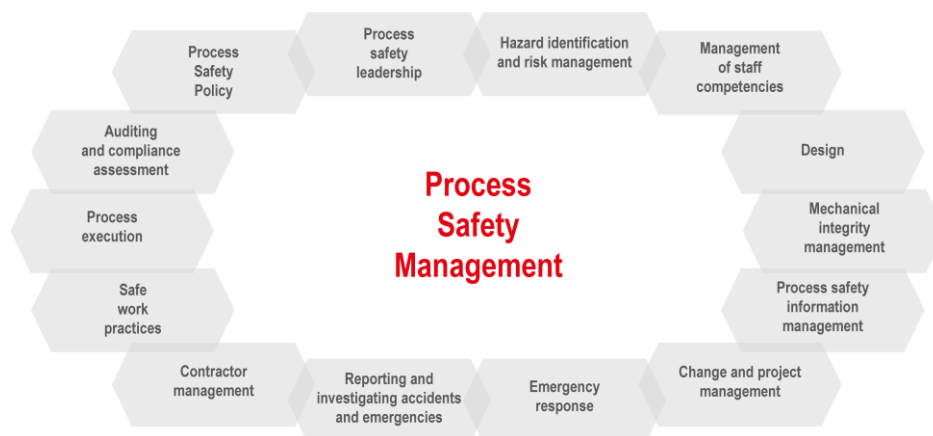 Process
Safety
Policy
Process
safety
leadership
Hazard identification
and risk management
Management
of staff
competencies
Auditing
and compliance
assessment
Design
Process
Safety
Management
Process
execution
Mechanical
integrity
management
Safe
work
practices
Process safety
information
management
Contractor
management
Reporting and
investigating accidents
and emergencies
Emergency
response
Change and project
management